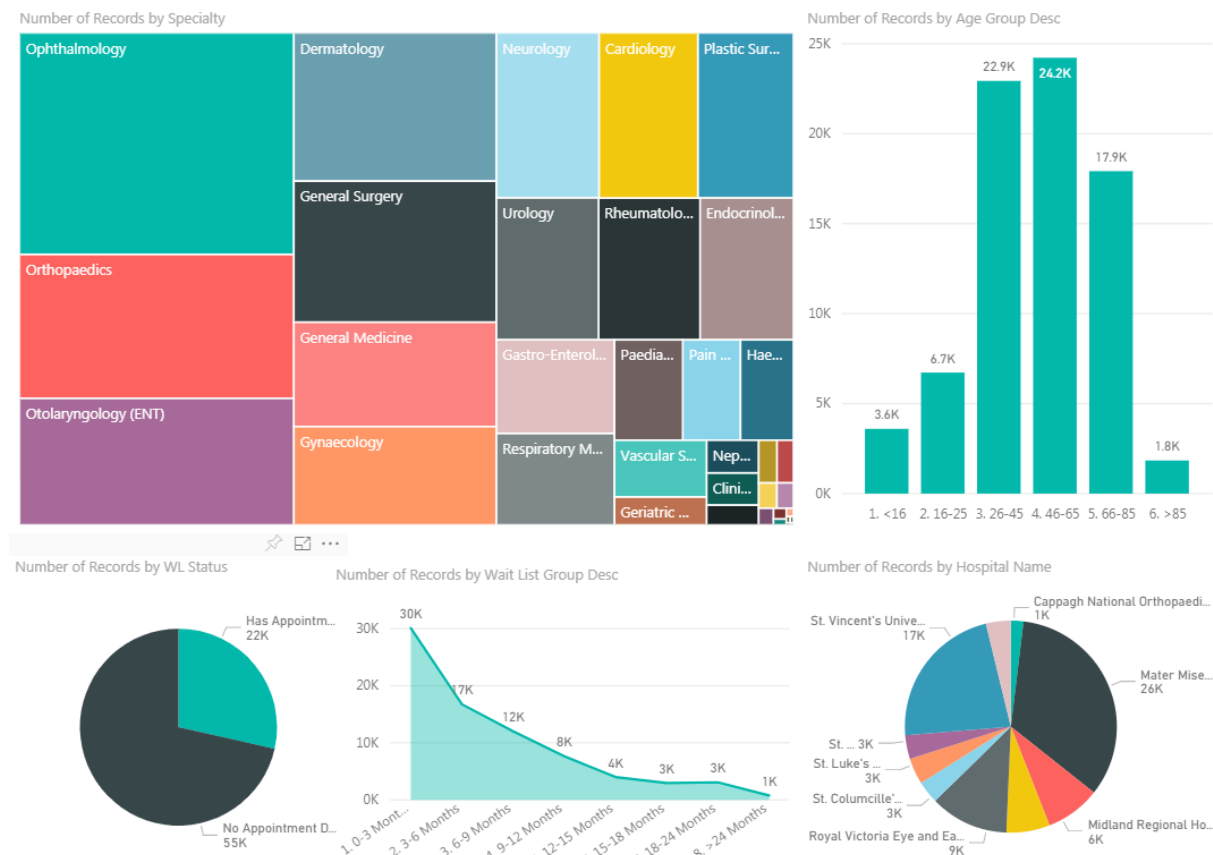 Number of Records by Specialty
Ophthalmology
Orthopaedics
Otolaryngology (ENT)
Dermatology
General Surgery
General Medicine
Gynaecology
Neurology
Cardiology
Plastic Sur...
Urology
Rheumatolo...
Endocrinol...
Gastro-Enterol...
Paedia...
Pain ...
Hae...
Respiratory M...
Vascular S...
Nep...
Clini...
Geriatric ...
Number of Records by Age Group Desc
25K
20K
15K
10K
5K
0K
3.6K
6.7K
22.9K
24.2K
17.9K
1.8K
1. <16
2. 16-25
3. 26-45
4. 46-65
5. 66-85
6. >85
Number of Records by WL Status
Has Appointm...
22K
No Appointment D...
55K
Number of Records by Wait List Group Desc
30K
20K
10K
0K
30K
17K
12K
8K
4K
3K
3K
1K
1. 0-3 Mont...
2. 3-6 Months
3. 6-9 Months
4. 9-12 Months
12-15 Months
15-18 Months
18-24 Months
8. >24 Months
Number of Records by Hospital Name
Cappagh National Orthopaedi...
1K
Mater Mise...
26K
Midland Regional Ho...
6K
Royal Victoria Eye and Ea...
9K
St. Columcille'...
3K
St. Luke's ...
3K
St. ... 3K
St. Vincent's Unive...
17K